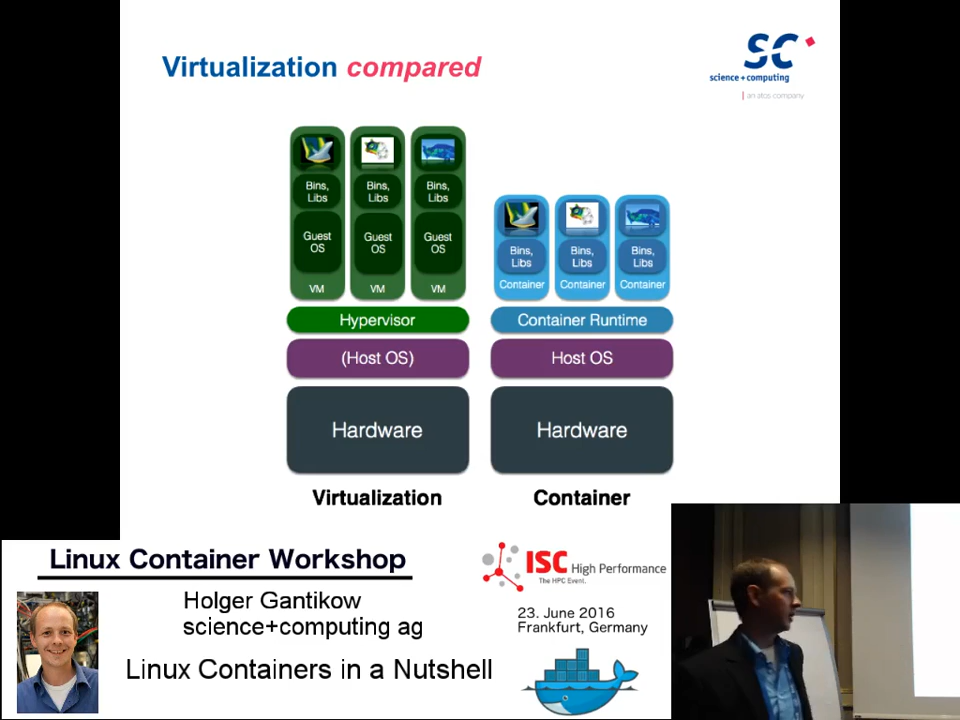 Virtualization compared
SC
science + computing
an atos company
Bins,
Libs
Bins,
Libs
Bins,
Libs
Guest
OS
Guest
OS
Guest
OS
VM
VM
VM
Bins,
Libs
Bins,
Libs
Bins,
Libs
Container
Container
Container
Hypervisor
Container Runtime
(Host OS)
Host OS
Hardware
Hardware
Virtualization
Container
Linux Container Workshop
Holger Gantikow
science+computing ag
Linux Containers in a Nutshell
ISC High Performance
The HPC Event.
23. June 2016
Frankfurt, Germany